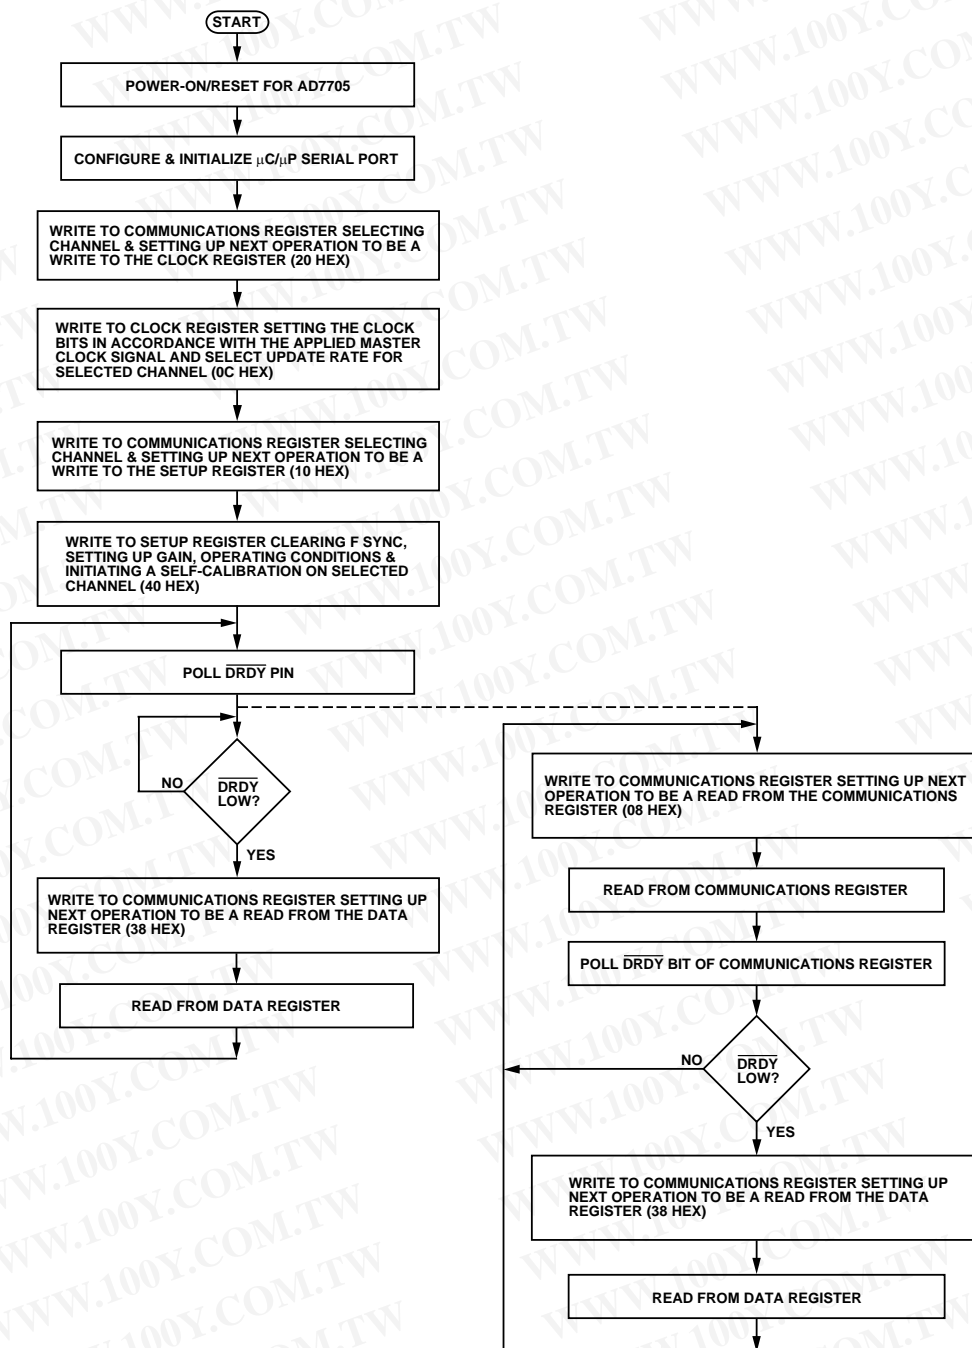 START
POWER-ON/RESET FOR AD7705
CONFIGURE & INITIALIZE μC/μP SERIAL PORT
WRITE TO COMMUNICATIONS REGISTER SELECTING
CHANNEL & SETTING UP NEXT OPERATION TO BE A
WRITE TO THE CLOCK REGISTER (20 HEX)
WRITE TO CLOCK REGISTER SETTING THE CLOCK
BITS IN ACCORDANCE WITH THE APPLIED MASTER
CLOCK SIGNAL AND SELECT UPDATE RATE FOR
SELECTED CHANNEL (0C HEX)
WRITE TO COMMUNICATIONS REGISTER SELECTING
CHANNEL & SETTING UP NEXT OPERATION TO BE A
WRITE TO THE SETUP REGISTER (10 HEX)
WRITE TO SETUP REGISTER CLEARING F SYNC,
SETTING UP GAIN, OPERATING CONDITIONS &
INITIATING A SELF-CALIBRATION ON SELECTED
CHANNEL (40 HEX)
POLL DRDY PIN
NO
DRDY
LOW?
YES
WRITE TO COMMUNICATIONS REGISTER SETTING UP
NEXT OPERATION TO BE A READ FROM THE DATA
REGISTER (38 HEX)
READ FROM DATA REGISTER
WRITE TO COMMUNICATIONS REGISTER SETTING UP NEXT
OPERATION TO BE A READ FROM THE COMMUNICATIONS
REGISTER (08 HEX)
READ FROM COMMUNICATIONS REGISTER
POLL DRDY BIT OF COMMUNICATIONS REGISTER
NO
DRDY
LOW?
YES
WRITE TO COMMUNICATIONS REGISTER SETTING UP
NEXT OPERATION TO BE A READ FROM THE DATA
REGISTER (38 HEX)
READ FROM DATA REGISTER
WWW.100Y.COM.TW